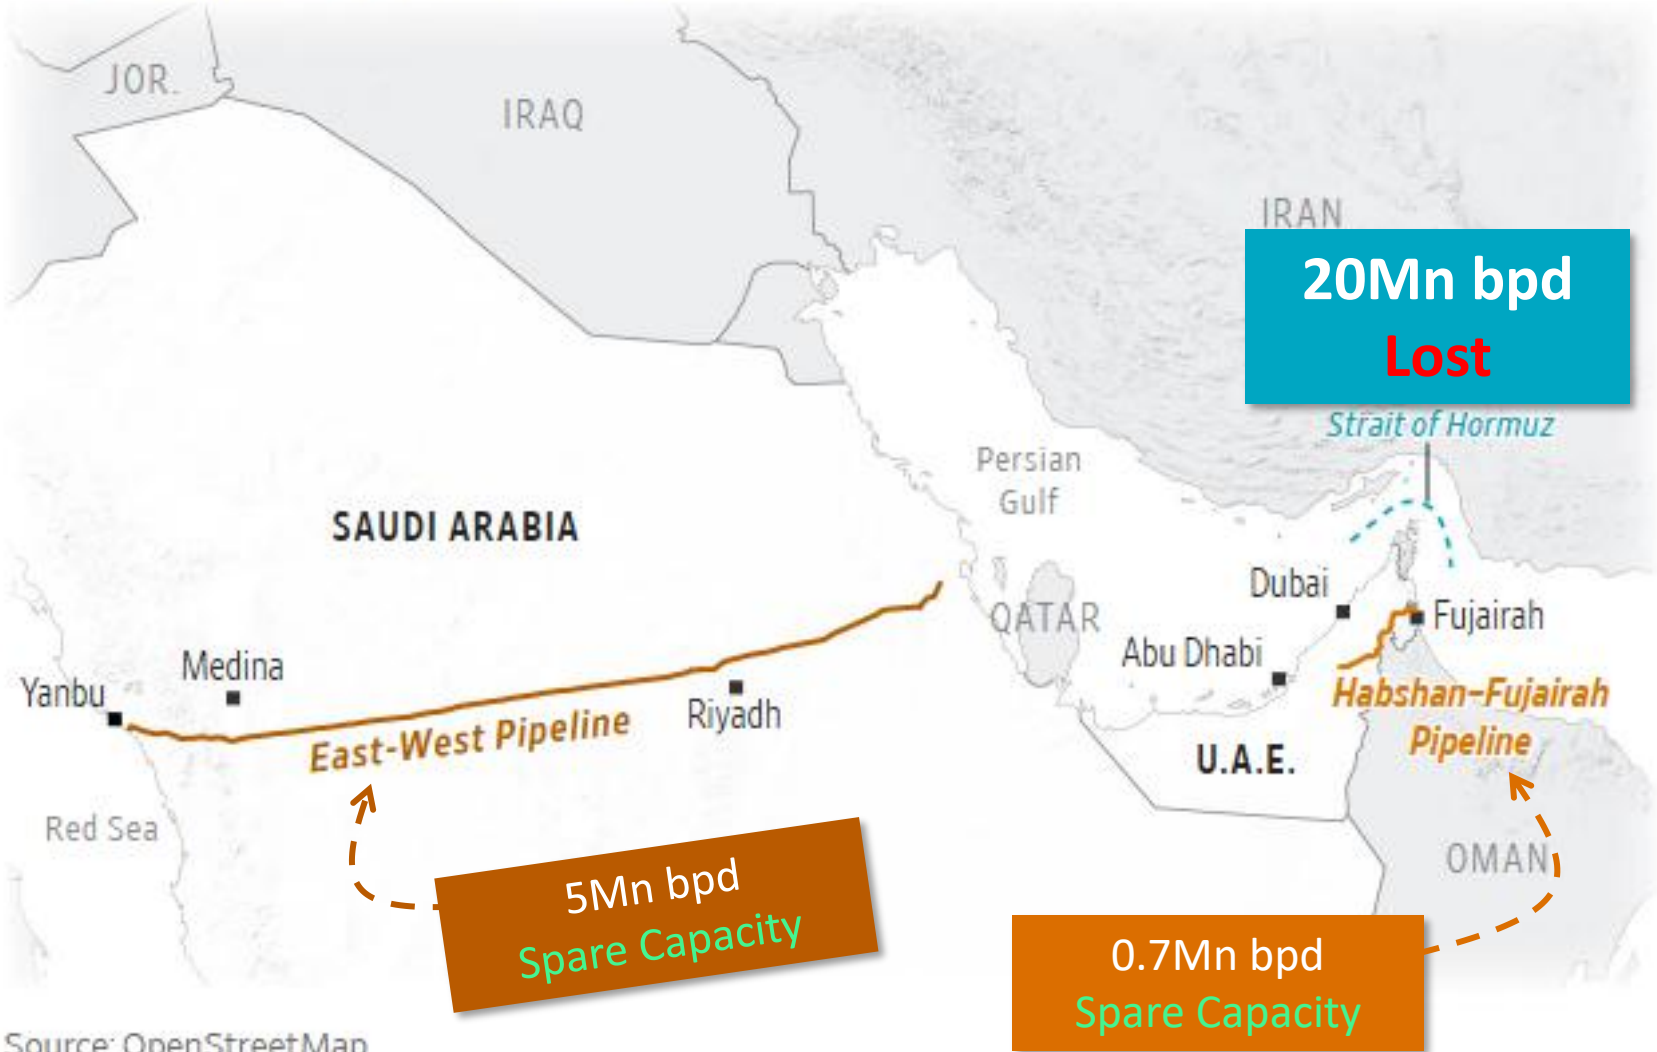 JOR.
IRAQ
IRAN
20Mn bpd
Lost
Strait of Hormuz
Persian
Gulf
SAUDI ARABIA
Dubai
QATAR
Fujairah
Medina
Abu Dhabi
Yanbu
Riyadh
Habshan–Fujairah
Pipeline
East-West Pipeline
U.A.E.
Red Sea
OMAN
5Mn bpd
Spare Capacity
0.7Mn bpd
Spare Capacity
Source: OpenStreetMap